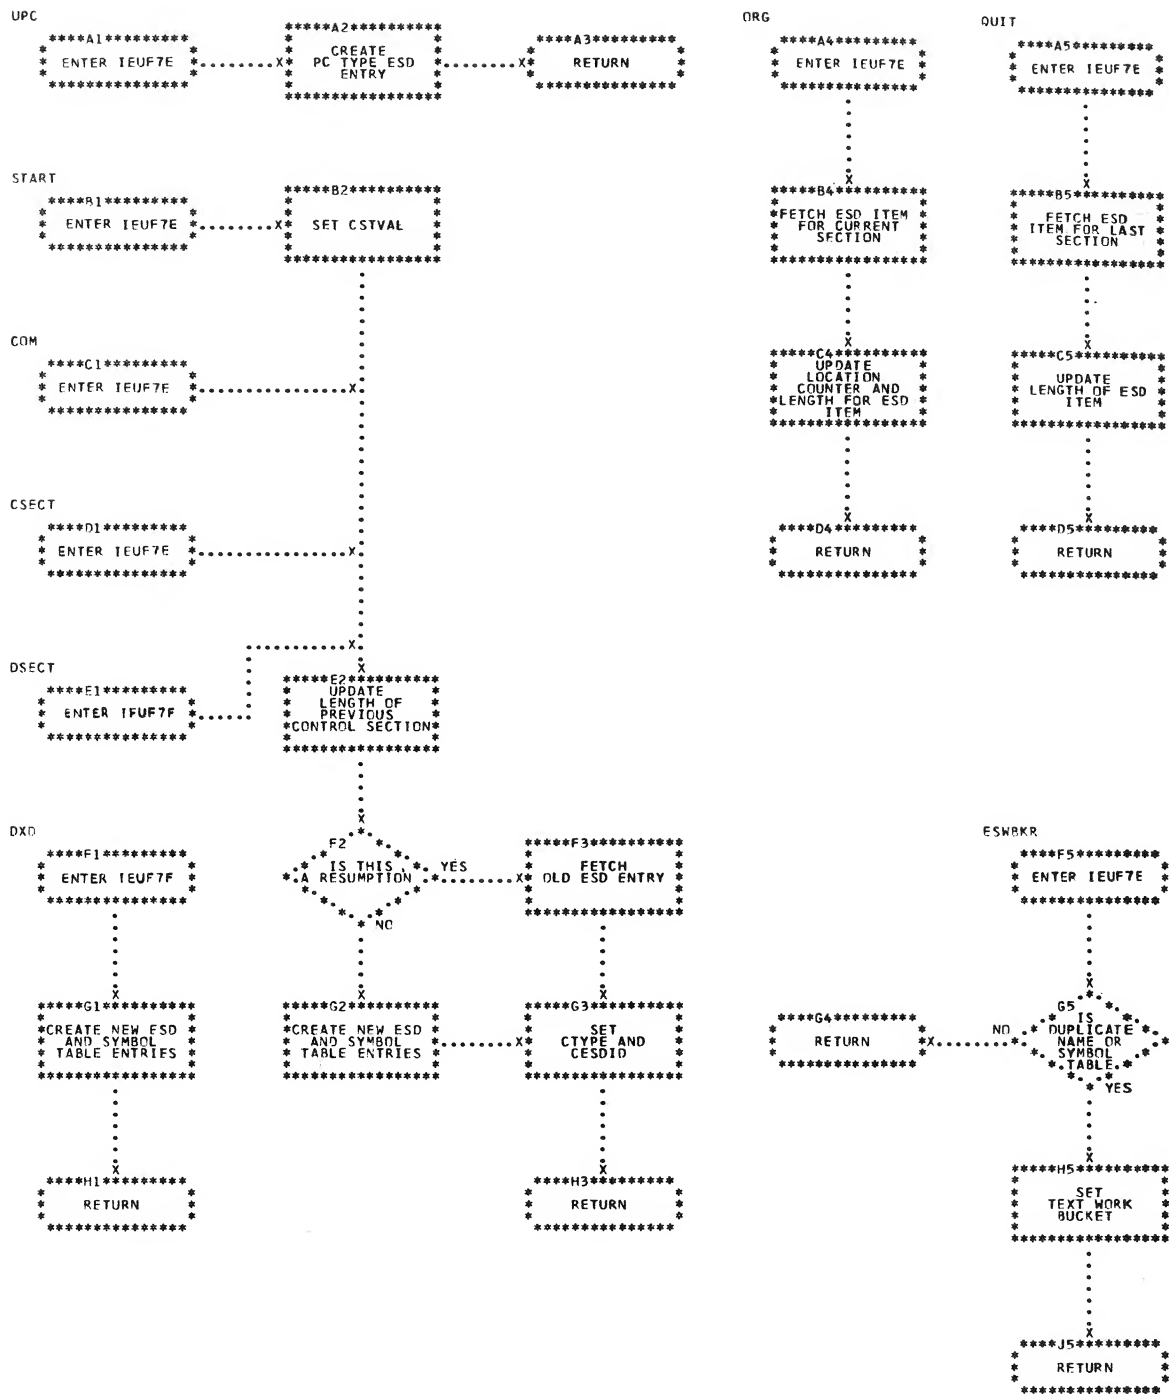 UPC
A1
ENTER IEUF7E
A2
CREATE
PC TYPE ESD
ENTRY
A3
RETURN
START
B1
ENTER IEUF7E
B2
SET CSTVAL
COM
C1
ENTER IEUF7E
CSECT
D1
ENTER IEUF7E
DSECT
E1
ENTER IFUF7F
E2
UPDATE
LENGTH OF
PREVIOUS
CONTROL SECTION
DXD
F1
ENTER IEUF7F
F2
IS THIS
A RESUMPTION
YES
NO
F3
FETCH
OLD ESD ENTRY
G1
CREATE NEW ESD
AND SYMBOL
TABLE ENTRIES
G2
CREATE NEW ESD
AND SYMBOL
TABLE ENTRIES
G3
SET
CTYPE AND
CESDID
H1
RETURN
H3
RETURN
ORG
A4
ENTER IEUF7E
B4
FETCH ESD ITEM
FOR CURRENT
SECTION
C4
UPDATE
LOCATION
COUNTER AND
LENGTH FOR ESD
ITEM
D4
RETURN
QUIT
A5
ENTER IEUF7E
B5
FETCH ESD
ITEM FOR LAST
SECTION
C5
UPDATE
LENGTH OF ESD
ITEM
D5
RETURN
ESWBKR
F5
ENTER IEUF7E
G5
IS
DUPLICATE
NAME OR
SYMBOL
TABLE
NO
YES
G4
RETURN
H5
SET
TEXT WORK
BUCKET
J5
RETURN